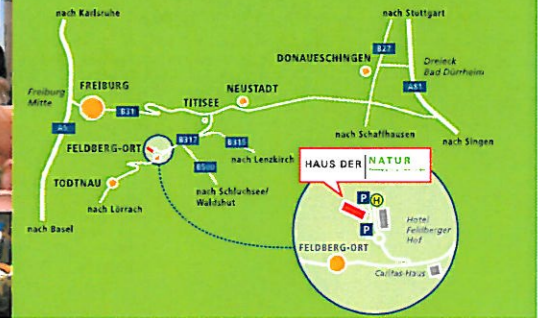 nach Karlsruhe
nach Stuttgart
B27
DONAUESCHINGEN
Dreieck
Bad Dürrheim
Freiburg
Mitte
FREIBURG
NEUSTADT
A81
TITISEE
B31
A5
B317
B315
nach Schaffhausen
nach Singen
FELDBERG-ORT
nach Lenzkirch
B500
HAUS DER NATUR
TODTNAU
nach Schluchsee/
Waldshut
nach Lörrach
P
H
nach Basel
Hotel
Feldberger
Hof
P
FELDBERG-ORT
Caritas-Haus